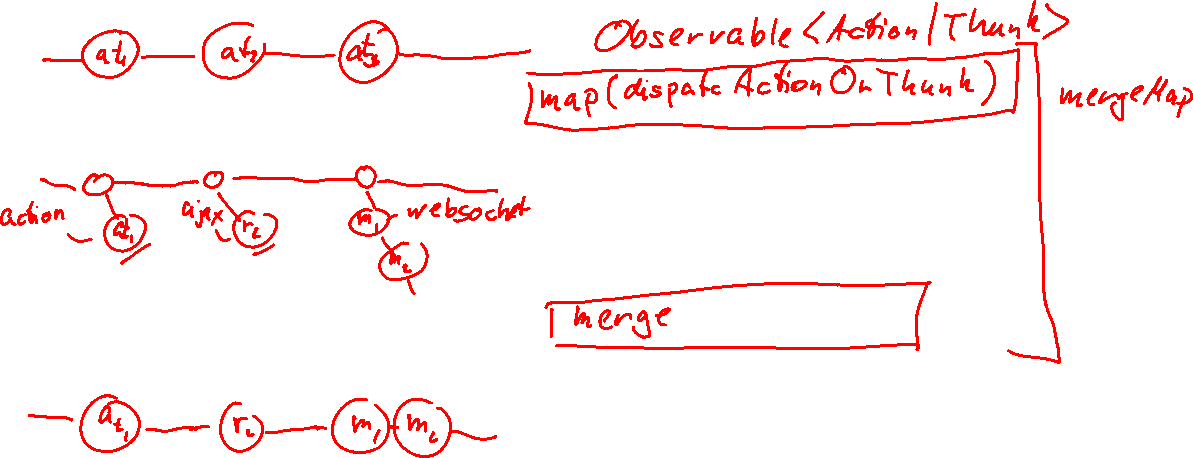 at1 at2 at3 Observable<Action/Thunk>
map(dispatcActionOnThunk) mergeMap
action ajax websocket
at1 r2 m1
m2
merge
at1 r2 m1 m2